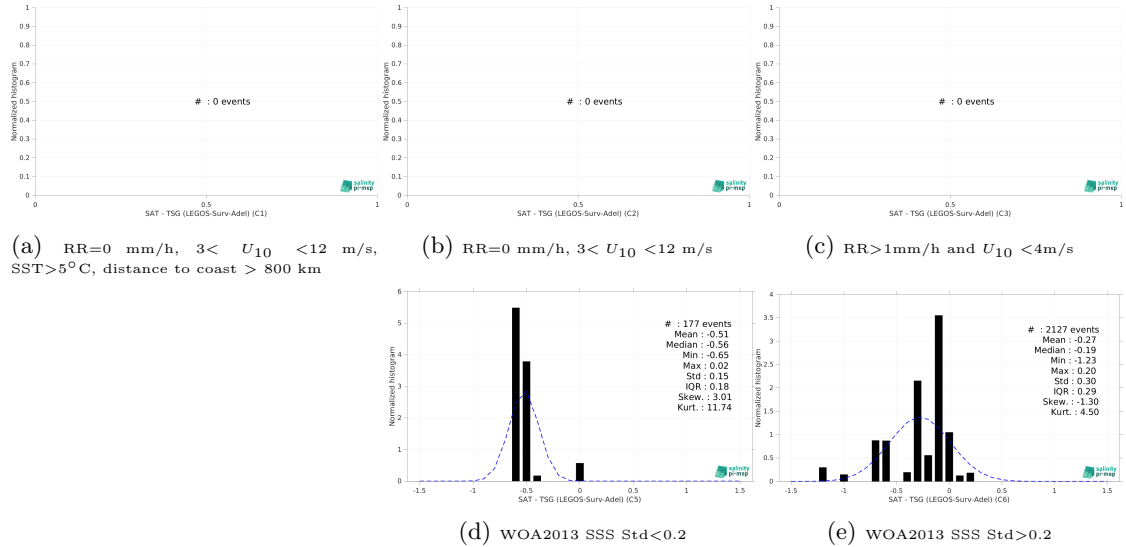 1
0.9
0.8
0.7
0.6
0.5
0.4
0.3
0.2
0.1
0
Normalized histogram
# : 0 events
salinity
pi-mep
0 0.5 1
SAT - TSG (LEGOS-Surv-Adel) (C1)
(a) RR=0 mm/h, 3< U10 <12 m/s,
SST>5°C, distance to coast > 800 km
1
0.9
0.8
0.7
0.6
0.5
0.4
0.3
0.2
0.1
0
Normalized histogram
# : 0 events
salinity
pi-mep
0 0.5 1
SAT - TSG (LEGOS-Surv-Adel) (C2)
(b) RR=0 mm/h, 3< U10 <12 m/s
1
0.9
0.8
0.7
0.6
0.5
0.4
0.3
0.2
0.1
0
Normalized histogram
# : 0 events
salinity
pi-mep
0 0.5 1
SAT - TSG (LEGOS-Surv-Adel) (C3)
(c) RR>1mm/h and U10 <4m/s
6
5
4
3
2
1
0
Normalized histogram
# : 177 events
Mean : -0.51
Median : -0.56
Min : -0.65
Max : 0.02
Std : 0.15
IQR : 0.18
Skew. : 3.01
Kurt. : 11.74
salinity
pi-mep
-1.5 -1 -0.5 0 0.5 1 1.5
SAT - TSG (LEGOS-Surv-Adel) (C5)
(d) WOA2013 SSS Std<0.2
4
3.5
3
2.5
2
1.5
1
0.5
0
Normalized histogram
# : 2127 events
Mean : -0.27
Median : -0.19
Min : -1.23
Max : 0.20
Std : 0.30
IQR : 0.29
Skew. : -1.30
Kurt. : 4.50
salinity
pi-mep
-1.5 -1 -0.5 0 0.5 1 1.5
SAT - TSG (LEGOS-Surv-Adel) (C6)
(e) WOA2013 SSS Std>0.2